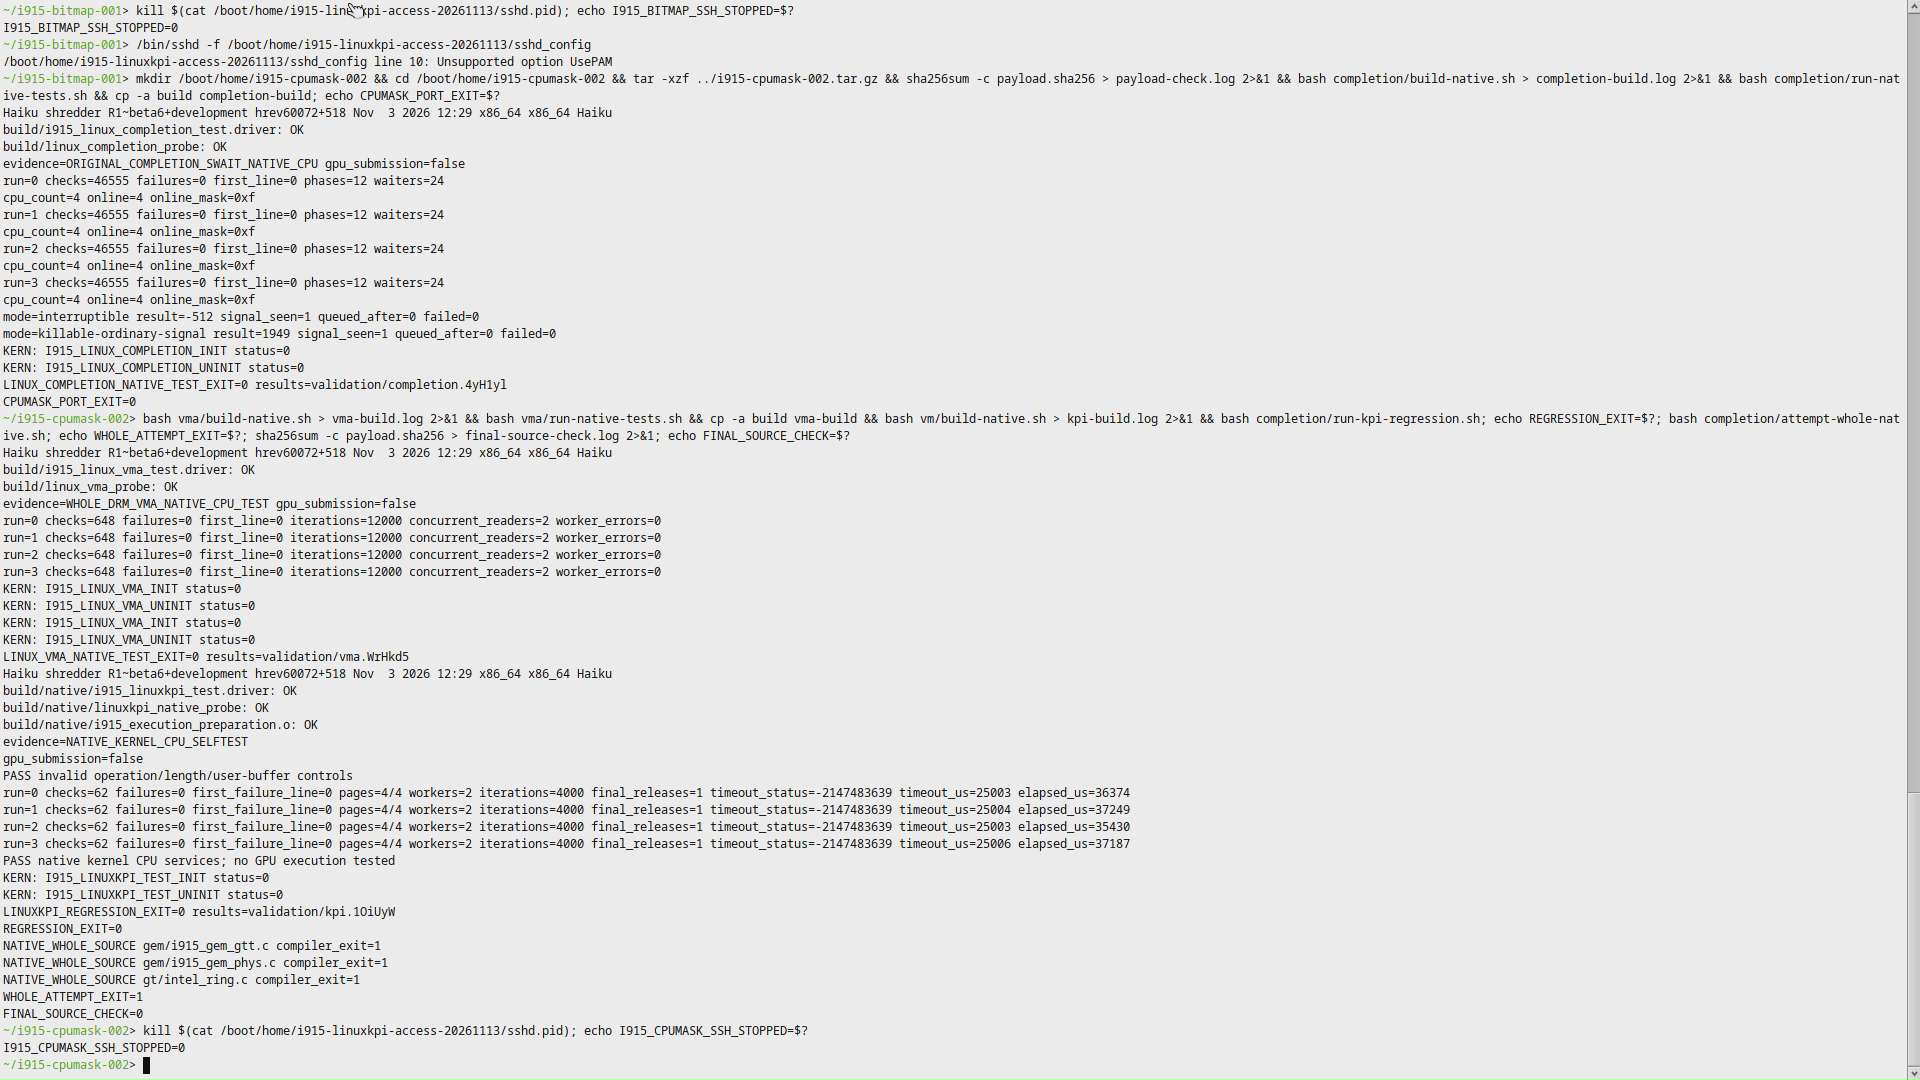 ~/i915-bitmap-001> kill $(cat /boot/home/i915-linuxkpi-access-20261113/sshd.pid); echo I915_BITMAP_SSH_STOPPED=$?
I915_BITMAP_SSH_STOPPED=0
~/i915-bitmap-001> /bin/sshd -f /boot/home/i915-linuxkpi-access-20261113/sshd_config
/boot/home/i915-linuxkpi-access-20261113/sshd_config line 10: Unsupported option UsePAM
~/i915-bitmap-001> mkdir /boot/home/i915-cpumask-002 && cd /boot/home/i915-cpumask-002 && tar -xzf ../i915-cpumask-002.tar.gz && sha256sum -c payload.sha256 > payload-check.log 2>&1 && bash completion/build-native.sh > completion-build.log 2>&1 && bash completion/run-nat
ive-tests.sh && cp -a build completion-build; echo CPUMASK_PORT_EXIT=$?
Haiku shredder R1~beta6+development hrev60072+518 Nov  3 2026 12:29 x86_64 x86_64 Haiku
build/i915_linux_completion_test.driver: OK
build/linux_completion_probe: OK
evidence=ORIGINAL_COMPLETION_SWAIT_NATIVE_CPU gpu_submission=false
run=0 checks=46555 failures=0 first_line=0 phases=12 waiters=24
cpu_count=4 online=4 online_mask=0xf
run=1 checks=46555 failures=0 first_line=0 phases=12 waiters=24
cpu_count=4 online=4 online_mask=0xf
run=2 checks=46555 failures=0 first_line=0 phases=12 waiters=24
cpu_count=4 online=4 online_mask=0xf
run=3 checks=46555 failures=0 first_line=0 phases=12 waiters=24
cpu_count=4 online=4 online_mask=0xf
mode=interruptible result=-512 signal_seen=1 queued_after=0 failed=0
mode=killable-ordinary-signal result=1949 signal_seen=1 queued_after=0 failed=0
KERN: I915_LINUX_COMPLETION_INIT status=0
KERN: I915_LINUX_COMPLETION_UNINIT status=0
LINUX_COMPLETION_NATIVE_TEST_EXIT=0 results=validation/completion.4yH1yl
CPUMASK_PORT_EXIT=0
~/i915-cpumask-002> bash vma/build-native.sh > vma-build.log 2>&1 && bash vma/run-native-tests.sh && cp -a build vma-build && bash vm/build-native.sh > kpi-build.log 2>&1 && bash completion/run-kpi-regression.sh; echo REGRESSION_EXIT=$?; bash completion/attempt-whole-nat
ive.sh; echo WHOLE_ATTEMPT_EXIT=$?; sha256sum -c payload.sha256 > final-source-check.log 2>&1; echo FINAL_SOURCE_CHECK=$?
Haiku shredder R1~beta6+development hrev60072+518 Nov  3 2026 12:29 x86_64 x86_64 Haiku
build/i915_linux_vma_test.driver: OK
build/linux_vma_probe: OK
evidence=WHOLE_DRM_VMA_NATIVE_CPU_TEST gpu_submission=false
run=0 checks=648 failures=0 first_line=0 iterations=12000 concurrent_readers=2 worker_errors=0
run=1 checks=648 failures=0 first_line=0 iterations=12000 concurrent_readers=2 worker_errors=0
run=2 checks=648 failures=0 first_line=0 iterations=12000 concurrent_readers=2 worker_errors=0
run=3 checks=648 failures=0 first_line=0 iterations=12000 concurrent_readers=2 worker_errors=0
KERN: I915_LINUX_VMA_INIT status=0
KERN: I915_LINUX_VMA_UNINIT status=0
KERN: I915_LINUX_VMA_INIT status=0
KERN: I915_LINUX_VMA_UNINIT status=0
LINUX_VMA_NATIVE_TEST_EXIT=0 results=validation/vma.WrHkd5
Haiku shredder R1~beta6+development hrev60072+518 Nov  3 2026 12:29 x86_64 x86_64 Haiku
build/native/i915_linuxkpi_test.driver: OK
build/native/linuxkpi_native_probe: OK
build/native/i915_execution_preparation.o: OK
evidence=NATIVE_KERNEL_CPU_SELFTEST
gpu_submission=false
PASS invalid operation/length/user-buffer controls
run=0 checks=62 failures=0 first_failure_line=0 pages=4/4 workers=2 iterations=4000 final_releases=1 timeout_status=-2147483639 timeout_us=25003 elapsed_us=36374
run=1 checks=62 failures=0 first_failure_line=0 pages=4/4 workers=2 iterations=4000 final_releases=1 timeout_status=-2147483639 timeout_us=25004 elapsed_us=37249
run=2 checks=62 failures=0 first_failure_line=0 pages=4/4 workers=2 iterations=4000 final_releases=1 timeout_status=-2147483639 timeout_us=25003 elapsed_us=35430
run=3 checks=62 failures=0 first_failure_line=0 pages=4/4 workers=2 iterations=4000 final_releases=1 timeout_status=-2147483639 timeout_us=25006 elapsed_us=37187
PASS native kernel CPU services; no GPU execution tested
KERN: I915_LINUXKPI_TEST_INIT status=0
KERN: I915_LINUXKPI_TEST_UNINIT status=0
LINUXKPI_REGRESSION_EXIT=0 results=validation/kpi.1OiUyW
REGRESSION_EXIT=0
NATIVE_WHOLE_SOURCE gem/i915_gem_gtt.c compiler_exit=1
NATIVE_WHOLE_SOURCE gem/i915_gem_phys.c compiler_exit=1
NATIVE_WHOLE_SOURCE gt/intel_ring.c compiler_exit=1
WHOLE_ATTEMPT_EXIT=1
FINAL_SOURCE_CHECK=0
~/i915-cpumask-002> kill $(cat /boot/home/i915-linuxkpi-access-20261113/sshd.pid); echo I915_CPUMASK_SSH_STOPPED=$?
I915_CPUMASK_SSH_STOPPED=0
~/i915-cpumask-002>